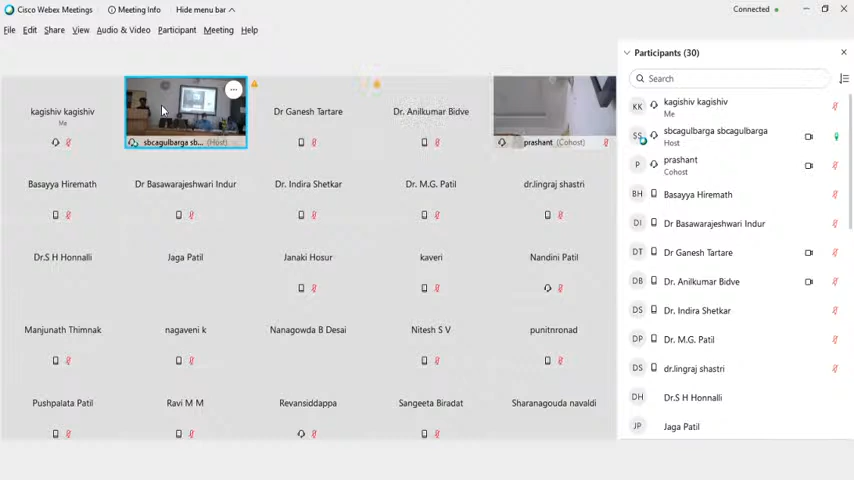 Cisco Webex Meetings
Meeting Info
Hide menu bar
Connected
File Edit Share View Audio & Video Participant Meeting Help
Participants (30)
Search
kagishiv kagishiv
Me
sbcagulbarga sb... (Host)
Dr Ganesh Tartare
Dr. Anilkumar Bidve
prashant (Cohost)
Basayya Hiremath
Dr Basawarajeshwari Indur
Dr. Indira Shetkar
Dr. M.G. Patil
dr.lingraj shastri
Dr.S H Honnalli
Jaga Patil
Janaki Hosur
kaveri
Nandini Patil
Manjunath Thimnak
nagaveni k
Nanagowda B Desai
Nitesh S V
punitnronad
Pushpalata Patil
Ravi M M
Revansiddappa
Sangeeta Biradat
Sharanagouda navaldi
KK kagishiv kagishiv
Me
SS sbcagulbarga sbcagulbarga
Host
P prashant
Cohost
BH Basayya Hiremath
DI Dr Basawarajeshwari Indur
DT Dr Ganesh Tartare
DB Dr. Anilkumar Bidve
DS Dr. Indira Shetkar
DP Dr. M.G. Patil
DS dr.lingraj shastri
DH Dr.S H Honnalli
JP Jaga Patil